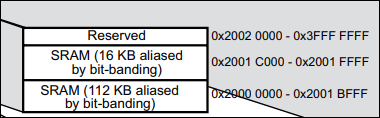 Reserved 0x2002 0000 - 0x3FFF FFFF
SRAM (16 KB aliased
by bit-banding) 0x2001 C000 - 0x2001 FFFF
SRAM (112 KB aliased
by bit-banding) 0x2000 0000 - 0x2001 BFFF